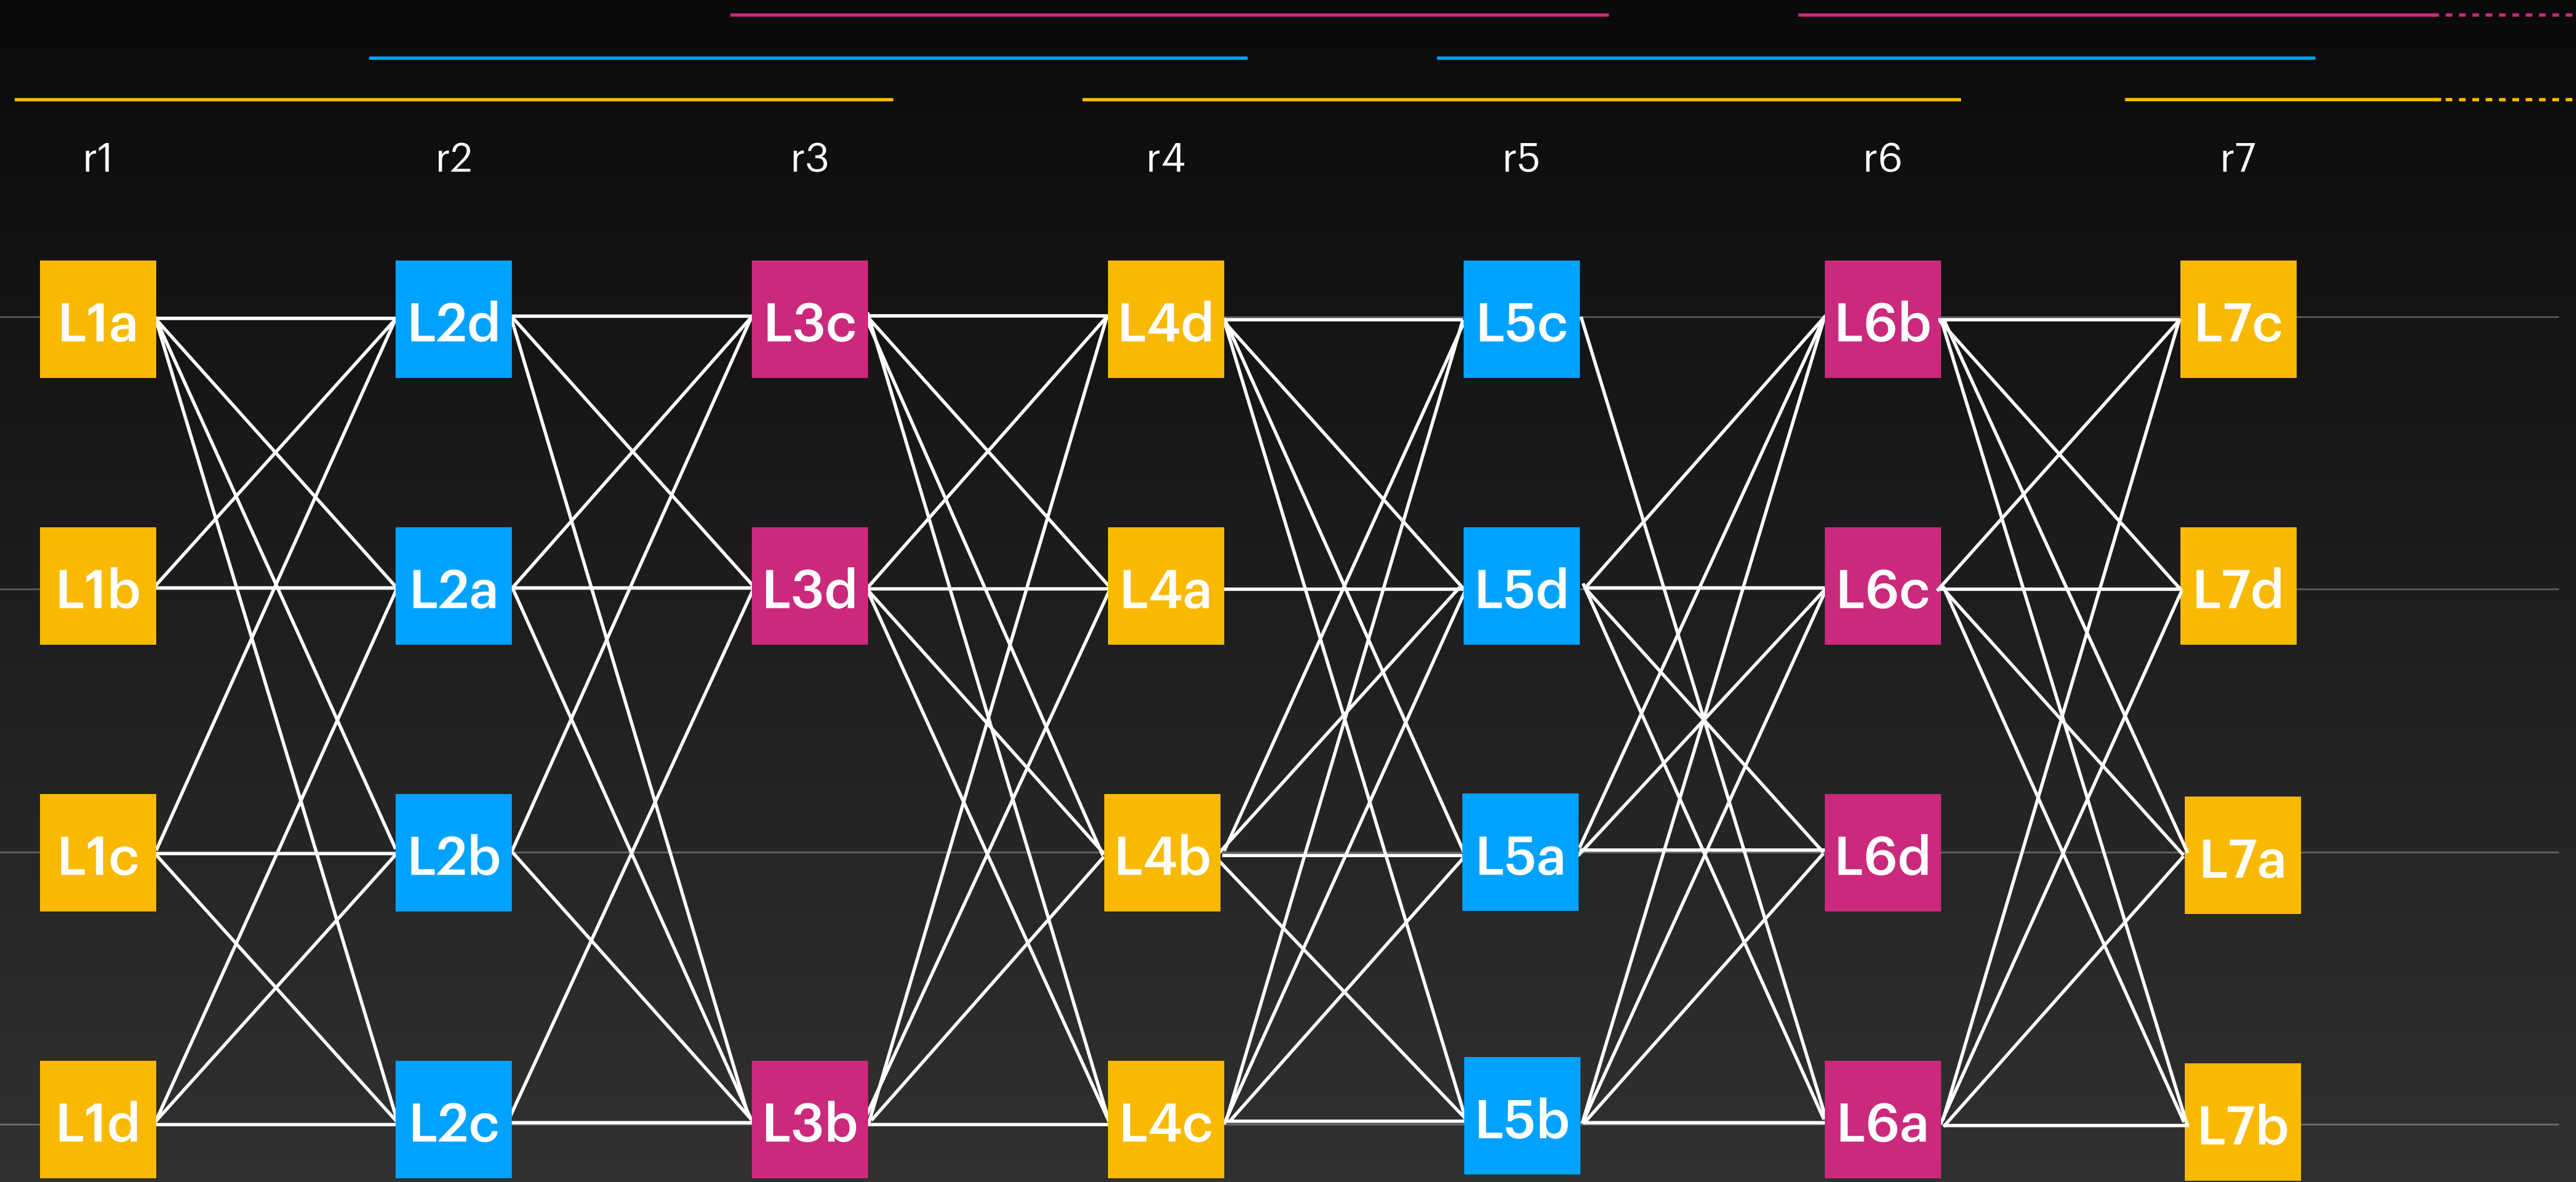 r1 r2 r3 r4 r5 r6 r7
L1a L2d L3c L4d L5c L6b L7c
L1b L2a L3d L4a L5d L6c L7d
L1c L2b L4b L5a L6d L7a
L1d L2c L3b L4c L5b L6a L7b